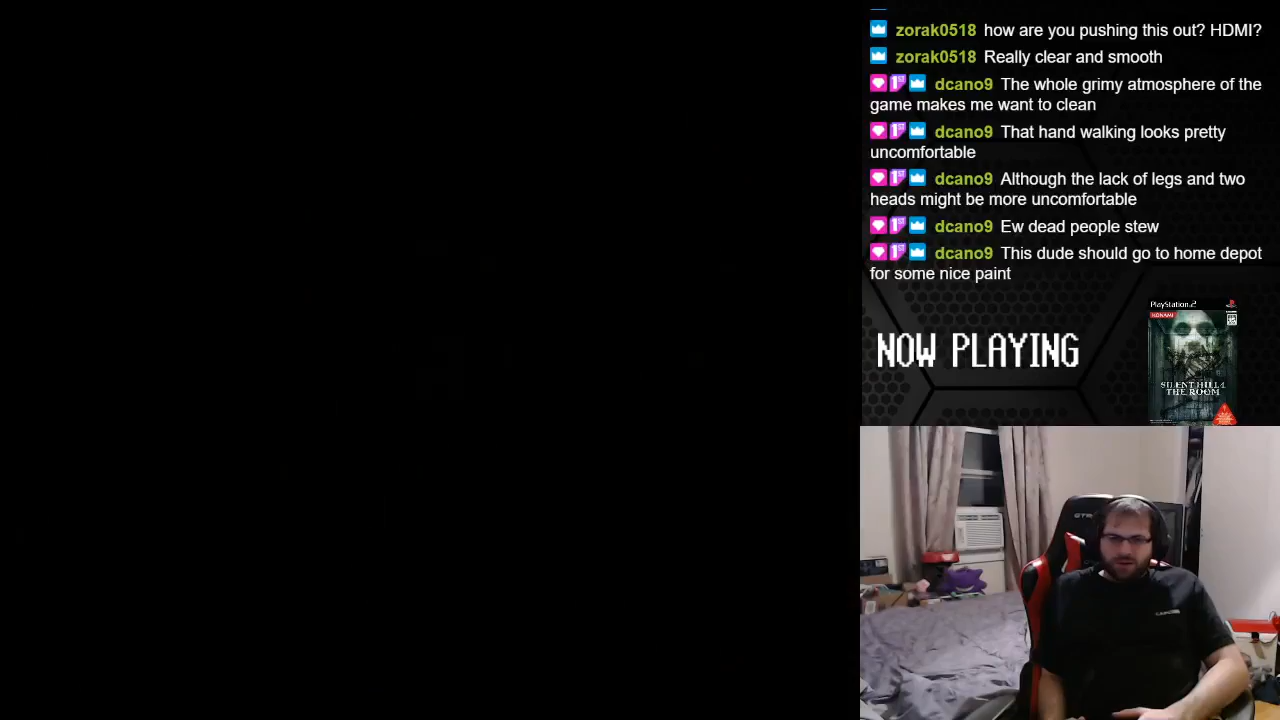 zorak0518 how are you pushing this out? HDMI?
zorak0518 Really clear and smooth
dcano9 The whole grimy atmosphere of the
game makes me want to clean
dcano9 That hand walking looks pretty
uncomfortable
dcano9 Although the lack of legs and two
heads might be more uncomfortable
dcano9 Ew dead people stew
dcano9 This dude should go to home depot
for some nice paint
NOW PLAYING
PlayStation.2
KONAMI
SILENT HILL 4
THE ROOM